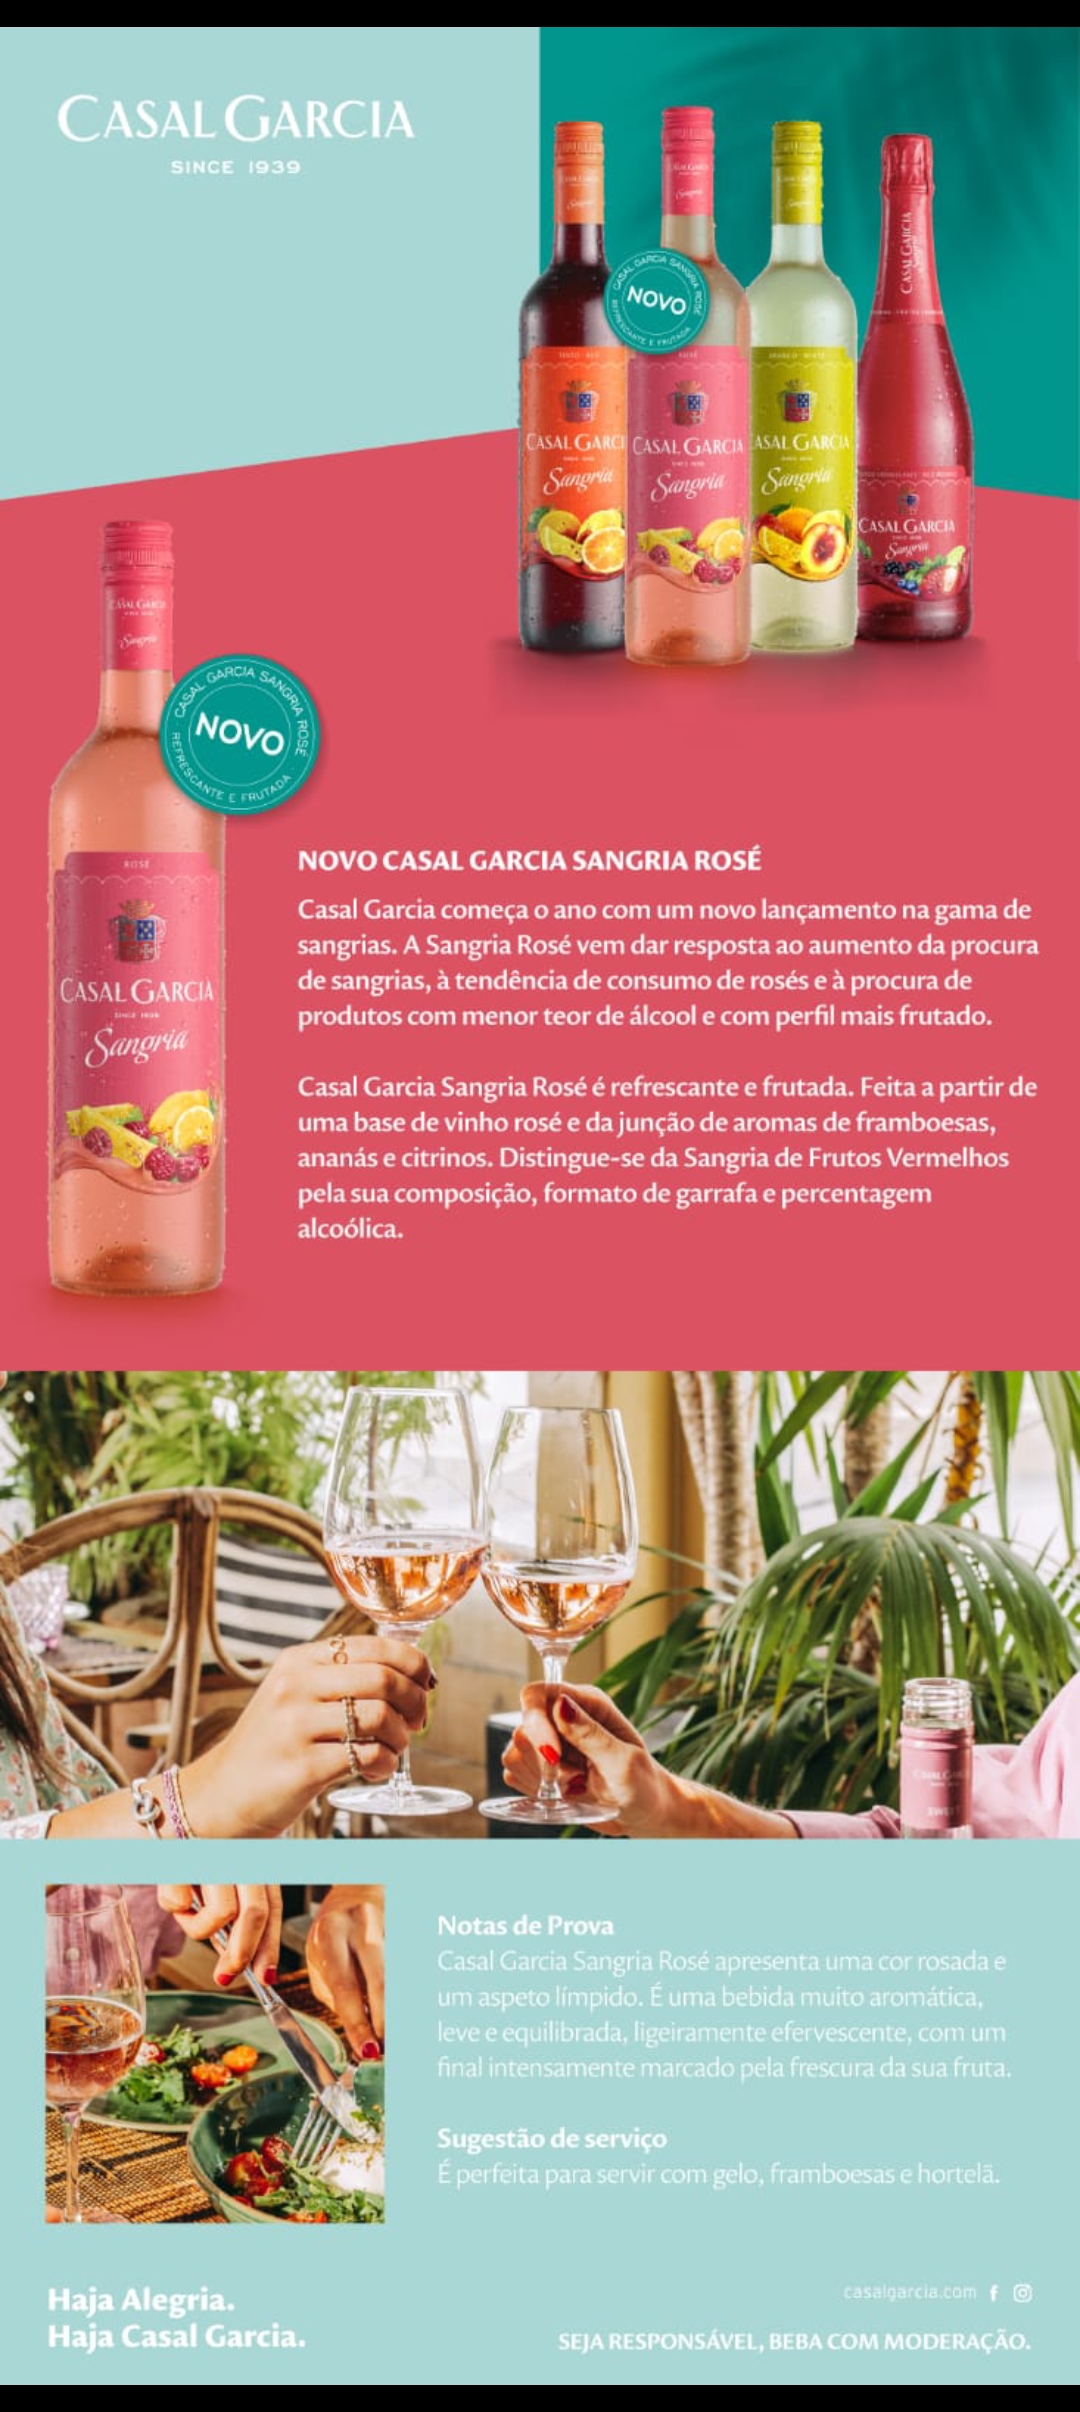 CASAL GARCIA
SINCE 1939
CASAL GARCIA SANGRIA ROSÉ
NOVO
REFRESCANTE E FRUTADA
ROSÉ
CASAL GARCIA
Sangria
CASAL GARCIA
Sangria
CASAL GARCIA
Sangria
CASAL GARCIA
CASAL GARCIA
Sangria
CASAL GARCIA
Sangria
CASAL GARCIA SANGRIA ROSÉ
NOVO
REFRESCANTE E FRUTADA
ROSÉ
CASAL GARCIA
SINCE 1939
Sangria
NOVO CASAL GARCIA SANGRIA ROSÉ
Casal Garcia começa o ano com um novo lançamento na gama de
sangrias. A Sangria Rosé vem dar resposta ao aumento da procura
de sangrias, à tendência de consumo de rosés e à procura de
produtos com menor teor de álcool e com perfil mais frutado.
Casal Garcia Sangria Rosé é refrescante e frutada. Feita a partir de
uma base de vinho rosé e da junção de aromas de framboesas,
ananás e citrinos. Distingue-se da Sangria de Frutos Vermelhos
pela sua composição, formato de garrafa e percentagem
alcoólica.
Notas de Prova
Casal Garcia Sangria Rosé apresenta uma cor rosada e
um aspeto límpido. É uma bebida muito aromática,
leve e equilibrada, ligeiramente efervescente, com um
final intensamente marcado pela frescura da sua fruta.
Sugestão de serviço
É perfeita para servir com gelo, framboesas e hortelã.
Haja Alegria.
Haja Casal Garcia.
casalgarcia.com
SEJA RESPONSÁVEL, BEBA COM MODERAÇÃO.